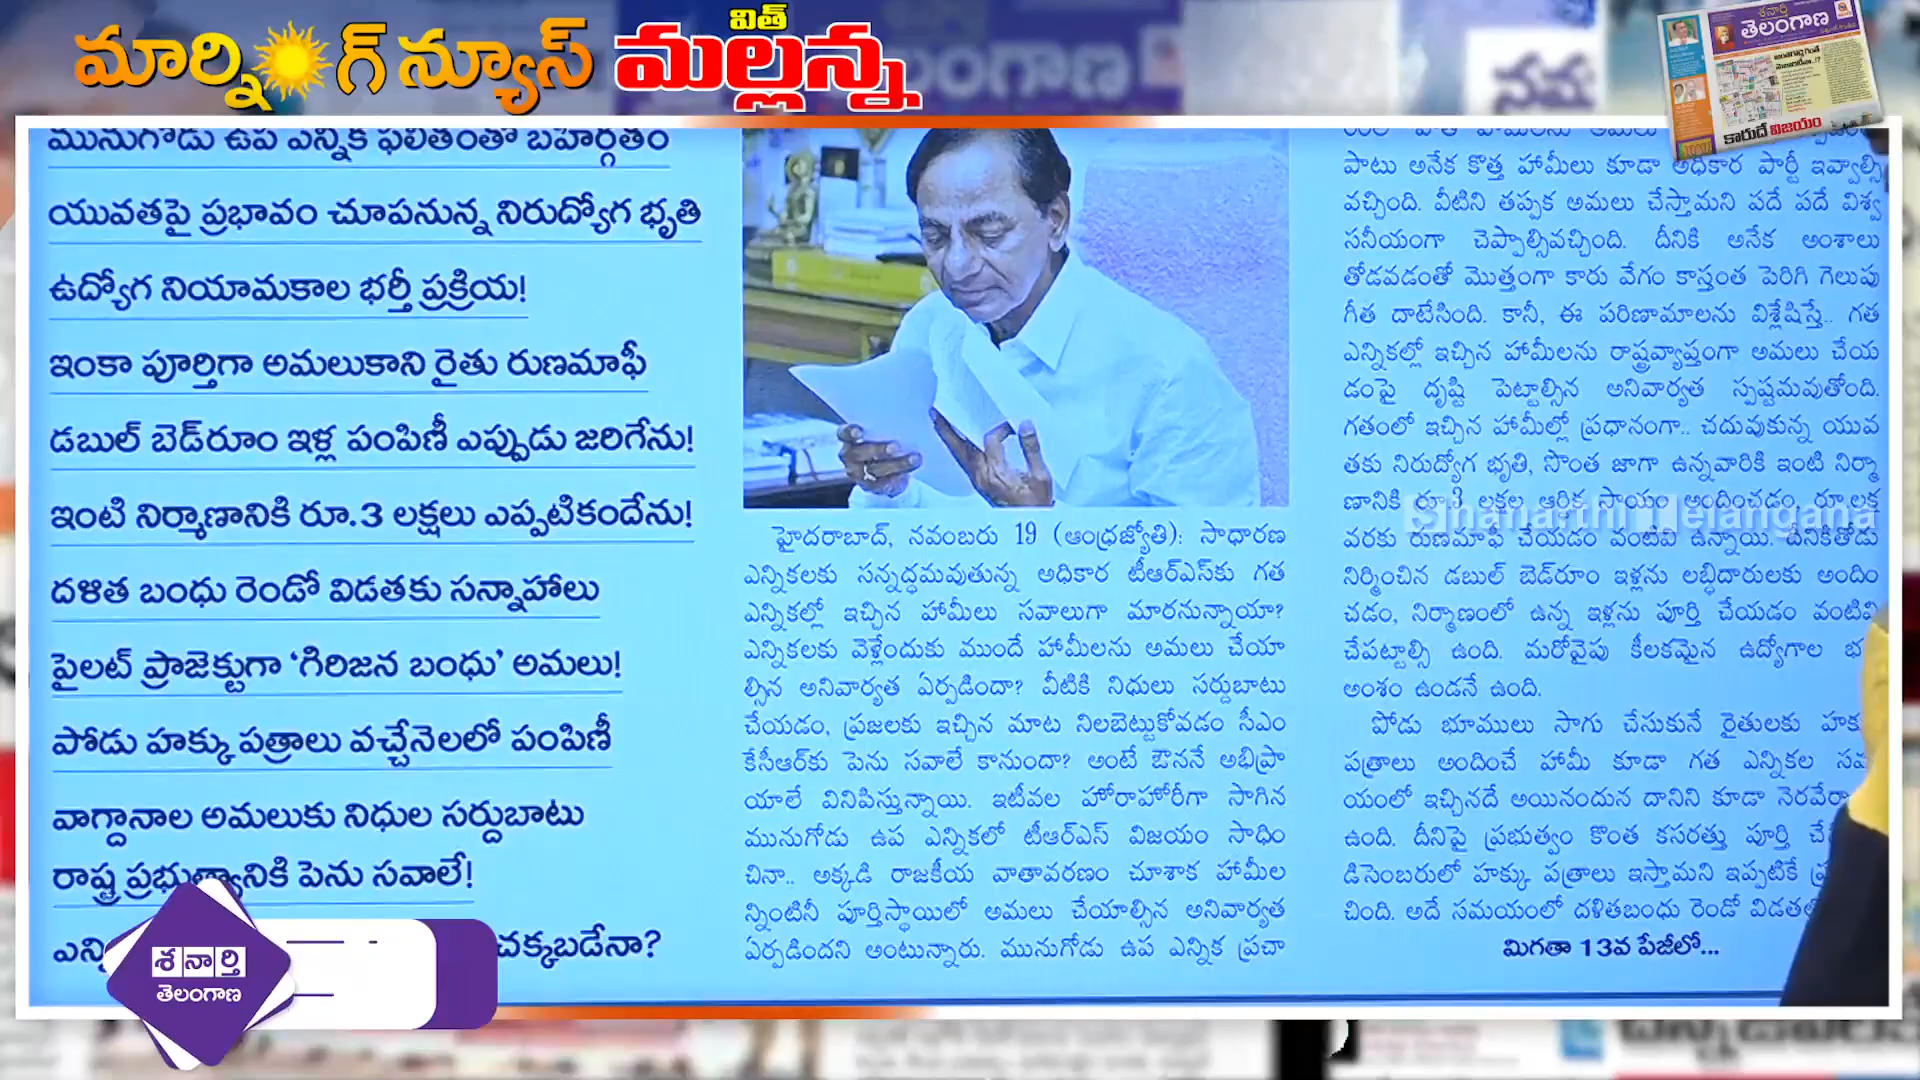 మార్నింగ్ న్యూస్ విత్ మల్లన్న
తెలంగాణ
కారుదే విజయం
మునుగోడు ఉప ఎన్నిక ఫలితంతో బహిర్గతం
యువతపై ప్రభావం చూపనున్న నిరుద్యోగ భృతి
ఉద్యోగ నియామకాల భర్తీ ప్రక్రియ!
ఇంకా పూర్తిగా అమలుకాని రైతు రుణమాఫీ
డబుల్ బెడ్‌రూం ఇళ్ల పంపిణీ ఎప్పుడు జరిగేను!
ఇంటి నిర్మాణానికి రూ.3 లక్షలు ఎప్పటికందేను!
దళిత బంధు రెండో విడతకు సన్నాహాలు
పైలట్ ప్రాజెక్టుగా ‘గిరిజన బంధు’ అమలు!
పోడు హక్కు పత్రాలు వచ్చేనెలలో పంపిణీ
వాగ్దానాల అమలుకు నిధుల సర్దుబాటు
రాష్ట్ర ప్రభుత్వానికి పెను సవాలే!
చక్కబడేనా?
హైదరాబాద్, నవంబరు 19 (ఆంధ్రజ్యోతి): సాధారణ
ఎన్నికలకు సన్నద్ధమవుతున్న అధికార టీఆర్ఎస్‌కు గత
ఎన్నికల్లో ఇచ్చిన హామీలు సవాలుగా మారనున్నాయా?
ఎన్నికలకు వెళ్లేందుకు ముందే హామీలను అమలు చేయా
ల్సిన అనివార్యత ఏర్పడిందా? వీటికి నిధులు సర్దుబాటు
చేయడం, ప్రజలకు ఇచ్చిన మాట నిలబెట్టుకోవడం సీఎం
కేసీఆర్‌కు పెను సవాలే కానుందా? అంటే ఔననే అభిప్రా
యాలే వినిపిస్తున్నాయి. ఇటీవల హోరాహోరీగా సాగిన
మునుగోడు ఉప ఎన్నికలో టీఆర్ఎస్ విజయం సాధిం
చినా.. అక్కడి రాజకీయ వాతావరణం చూశాక హామీల
న్నింటినీ పూర్తిస్థాయిలో అమలు చేయాల్సిన అనివార్యత
ఏర్పడిందని అంటున్నారు. మునుగోడు ఉప ఎన్నిక ప్రచా
పాటు అనేక కొత్త హామీలు కూడా అధికార పార్టీ ఇవ్వాల్సి
వచ్చింది. వీటిని తప్పక అమలు చేస్తామని పదే పదే విశ్వ
సనీయంగా చెప్పాల్సివచ్చింది. దీనికి అనేక అంశాలు
తోడవడంతో మొత్తంగా కారు వేగం కాస్తంత పెరిగి గెలుపు
గీత దాటేసింది. కానీ, ఈ పరిణామాలను విశ్లేషిస్తే.. గత
ఎన్నికల్లో ఇచ్చిన హామీలను రాష్ట్రవ్యాప్తంగా అమలు చేయ
డంపై దృష్టి పెట్టాల్సిన అనివార్యత స్పష్టమవుతోంది.
గతంలో ఇచ్చిన హామీల్లో ప్రధానంగా.. చదువుకున్న యువ
తకు నిరుద్యోగ భృతి, సొంత జాగా ఉన్నవారికి ఇంటి నిర్మా
ణానికి రూ.3 లక్షల ఆర్థిక సాయం అందించడం, రూ.లక్ష
Shanarthi Telangana
వరకు రుణమాఫీ చేయడం వంటివి ఉన్నాయి. వీనికితోడు
నిర్మించిన డబుల్ బెడ్‌రూం ఇళ్లను లబ్ధిదారులకు అందిం
చడం, నిర్మాణంలో ఉన్న ఇళ్లను పూర్తి చేయడం వంటివి
చేపట్టాల్సి ఉంది. మరోవైపు కీలకమైన ఉద్యోగాల
అంశం ఉండనే ఉంది.
పోడు భూములు సాగు చేసుకునే రైతులకు
పత్రాలు అందించే హామీ కూడా గత ఎన్నికల
యంలో ఇచ్చినదే అయినందున దానిని కూడా
ఉంది. దీనిపై ప్రభుత్వం కొంత కసరత్తు పూర్తి
డిసెంబరులో హక్కు పత్రాలు ఇస్తామని ఇప్పటికే
చింది. అదే సమయంలో దళితబంధు రెండో
మిగతా 13వ పేజీలో...
శనార్తి
తెలంగాణ